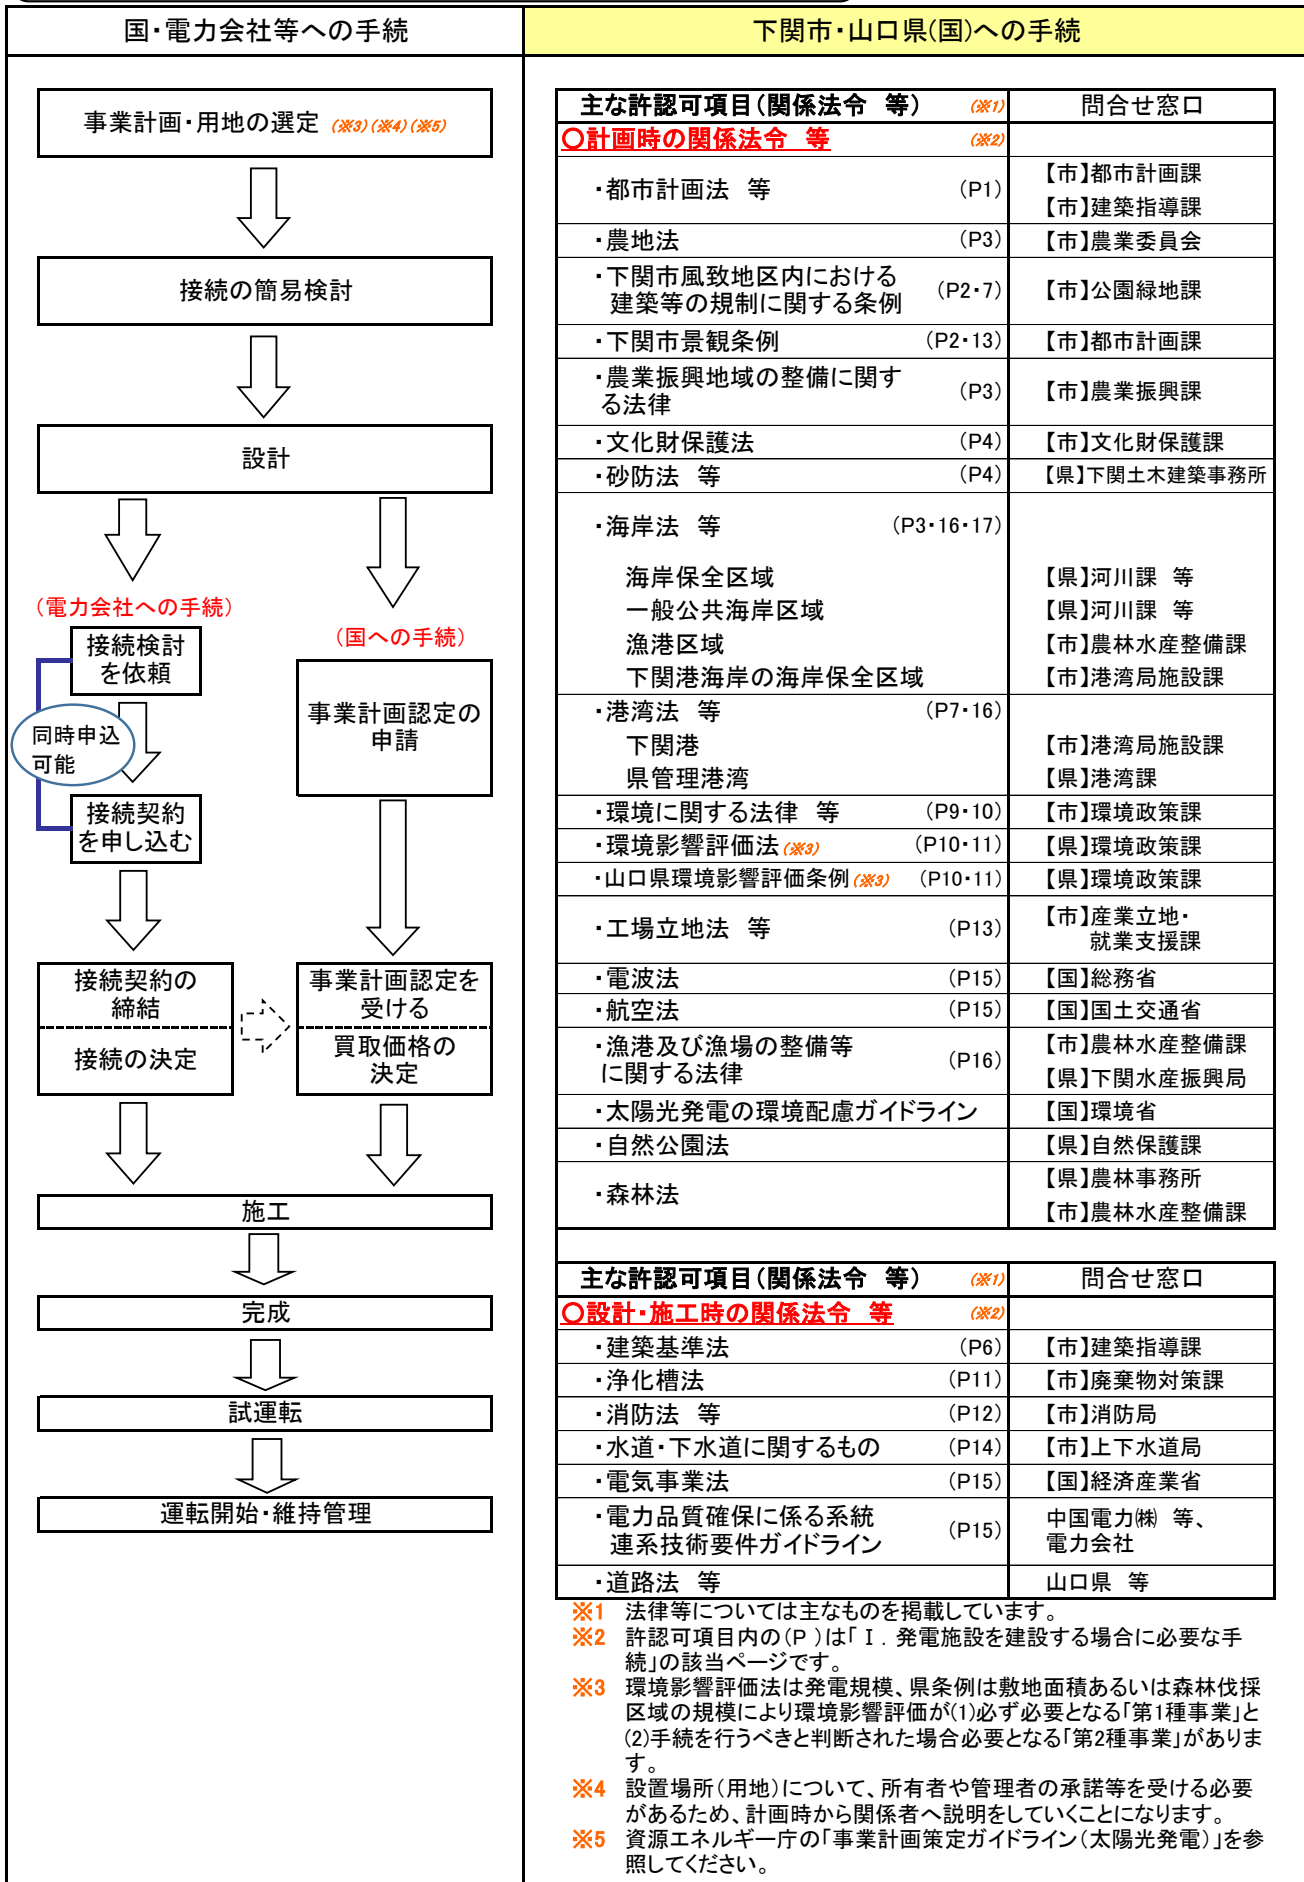 国・電力会社等への手続
下関市・山口県(国)への手続
事業計画・用地の選定 (※3)(※4)(※5)
接続の簡易検討
設計
(電力会社への手続)
(国への手続)
接続検討
を依頼
同時申込
可能
接続契約
を申し込む
事業計画認定の
申請
接続契約の
締結
接続の決定
事業計画認定を
受ける
買取価格の
決定
施工
完成
試運転
運転開始・維持管理
主な許認可項目(関係法令 等) (※1) 問合せ窓口
○計画時の関係法令 等 (※2)
・都市計画法 等 (P1) 【市】都市計画課
【市】建築指導課
・農地法 (P3) 【市】農業委員会
・下関市風致地区内における
建築等の規制に関する条例 (P2・7) 【市】公園緑地課
・下関市景観条例 (P2・13) 【市】都市計画課
・農業振興地域の整備に関す
る法律 (P3) 【市】農業振興課
・文化財保護法 (P4) 【市】文化財保護課
・砂防法 等 (P4) 【県】下関土木建築事務所
・海岸法 等 (P3・16・17)
海岸保全区域 【県】河川課 等
一般公共海岸区域 【県】河川課 等
漁港区域 【市】農林水産整備課
下関港海岸の海岸保全区域 【市】港湾局施設課
・港湾法 等 (P7・16)
下関港 【市】港湾局施設課
県管理港湾 【県】港湾課
・環境に関する法律 等 (P9・10) 【市】環境政策課
・環境影響評価法(※3) (P10・11) 【県】環境政策課
・山口県環境影響評価条例(※3) (P10・11) 【県】環境政策課
・工場立地法 等 (P13) 【市】産業立地・
就業支援課
・電波法 (P15) 【国】総務省
・航空法 (P15) 【国】国土交通省
・漁港及び漁場の整備等
に関する法律 (P16) 【市】農林水産整備課
【県】下関水産振興局
・太陽光発電の環境配慮ガイドライン 【国】環境省
・自然公園法 【県】自然保護課
・森林法 【県】農林事務所
【市】農林水産整備課
主な許認可項目(関係法令 等) (※1) 問合せ窓口
○設計・施工時の関係法令 等 (※2)
・建築基準法 (P6) 【市】建築指導課
・浄化槽法 (P11) 【市】廃棄物対策課
・消防法 等 (P12) 【市】消防局
・水道・下水道に関するもの (P14) 【市】上下水道局
・電気事業法 (P15) 【国】経済産業省
・電力品質確保に係る系統
連系技術要件ガイドライン (P15) 中国電力㈱ 等、
電力会社
・道路法 等 山口県 等
※1 法律等については主なものを掲載しています。
※2 許認可項目内の(P )は「Ⅰ. 発電施設を建設する場合に必要な手
続」の該当ページです。
※3 環境影響評価法は発電規模、県条例は敷地面積あるいは森林伐採
区域の規模により環境影響評価が(1)必ず必要となる「第1種事業」と
(2)手続を行うべきと判断された場合必要となる「第2種事業」がありま
す。
※4 設置場所(用地)について、所有者や管理者の承諾等を受ける必要
があるため、計画時から関係者へ説明をしていくことになります。
※5 資源エネルギー庁の「事業計画策定ガイドライン(太陽光発電)」を参
照してください。